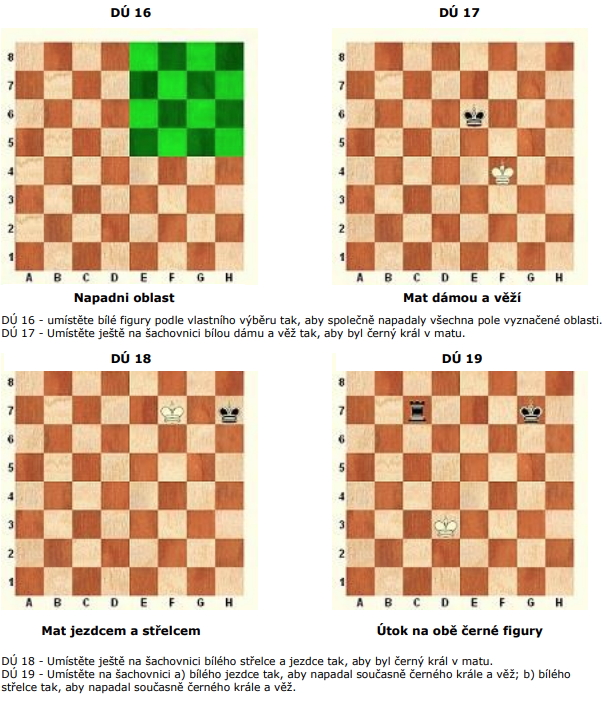 DÚ 16 DÚ 17
8 8
7 7
6 6
5 5
4 4
3 3
2 2
1 1
A B C D E F G H A B C D E F G H
Napadni oblast Mat dámou a věží
DÚ 16 - umístěte bílé figury podle vlastního výběru tak, aby společně napadaly všechna pole vyznačené oblasti.
DÚ 17 - Umístěte ještě na šachovnici bílou dámu a věž tak, aby byl černý král v matu.
DÚ 18 DÚ 19
8 8
7 7
6 6
5 5
4 4
3 3
2 2
1 1
A B C D E F G H A B C D E F G H
Mat jezdcem a střelcem Útok na obě černé figury
DÚ 18 - Umístěte ještě na šachovnici bílého střelce a jezdce tak, aby byl černý král v matu.
DÚ 19 - Umístěte na šachovnici a) bílého jezdce tak, aby napadal současně černého krále a věž; b) bílého
střelce tak, aby napadal současně černého krále a věž.